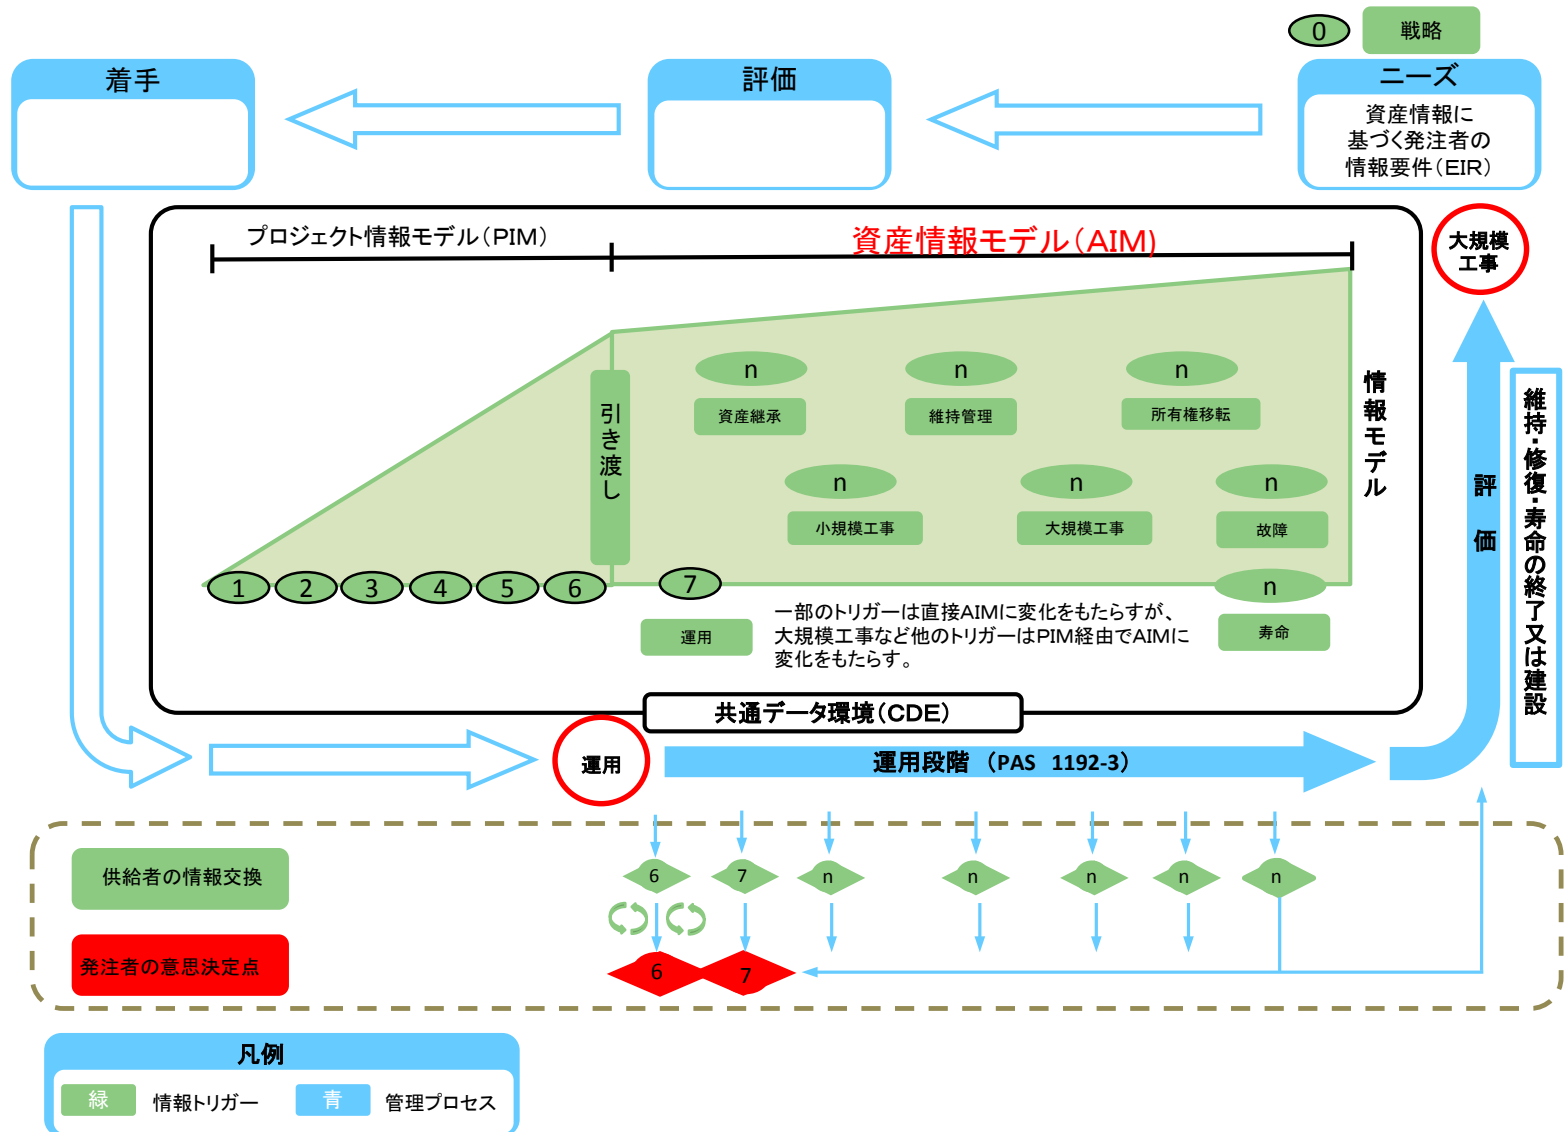 0
戦略
着手
評価
ニーズ
資産情報に
基づく発注者の
情報要件(EIR)
プロジェクト情報モデル(PIM)
資産情報モデル(AIM)
大規模
工事
n
n
n
資産継承
維持管理
所有権移転
引き渡し
情報モデル
n
n
n
小規模工事
大規模工事
故障
評価
維持・修復・寿命の終了又は建設
1
2
3
4
5
6
7
n
運用
一部のトリガーは直接AIMに変化をもたらすが、
大規模工事など他のトリガーはPIM経由でAIMに
変化をもたらす。
寿命
共通データ環境(CDE)
運用
運用段階 (PAS 1192-3)
供給者の情報交換
6
7
n
n
n
n
n
発注者の意思決定点
6
7
凡例
緑
情報トリガー
青
管理プロセス